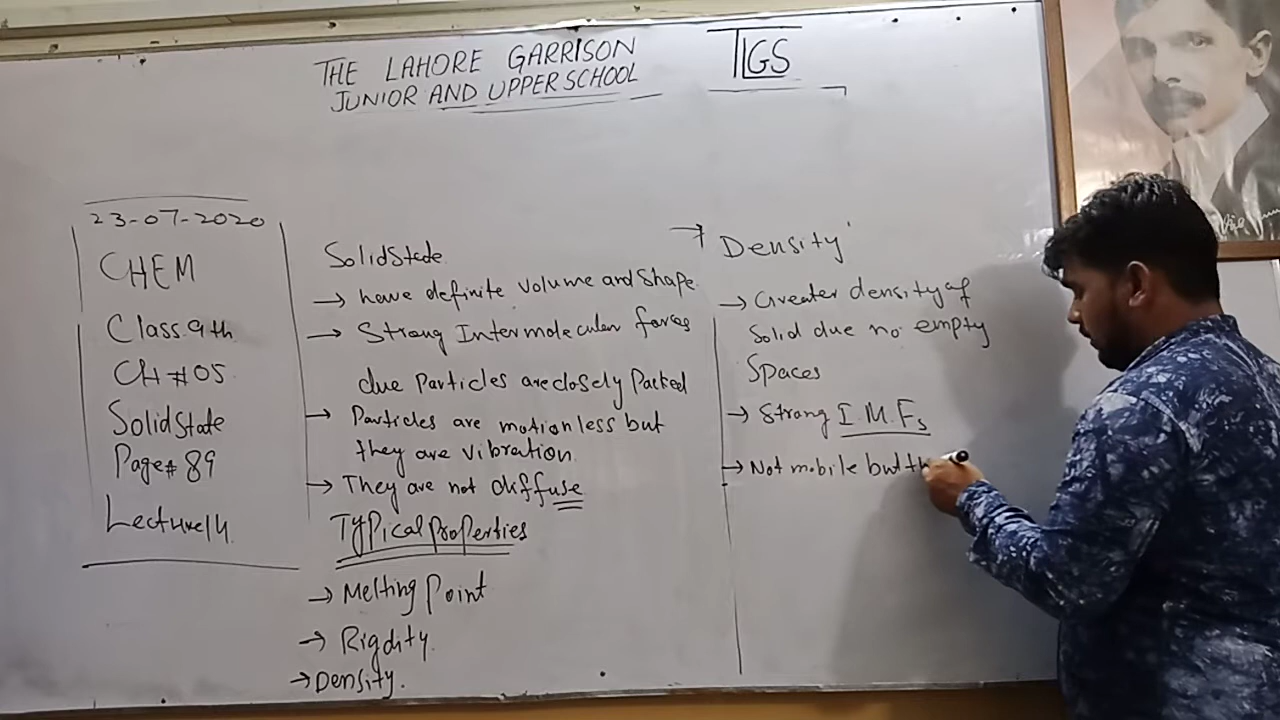 THE LAHORE GARRISON
JUNIOR AND UPPER SCHOOL
TLGS
23-07-2020
CHEM
Class 9th
CH # 05
Solid State
Page # 89
Lecture 14
Solid State
→ have definite volume and shape
→ Strong Intermolecular forces
due Particles are closely Packed
→ Particles are motionless but
they are vibration
→ They are not diffuse
Typical Properties
→ Melting Point
→ Rigdity.
→ Density.
→ Density
→ Greater density of
Solid due no empty
Spaces
→ Strong I.M.Fs
→ Not mobile but th